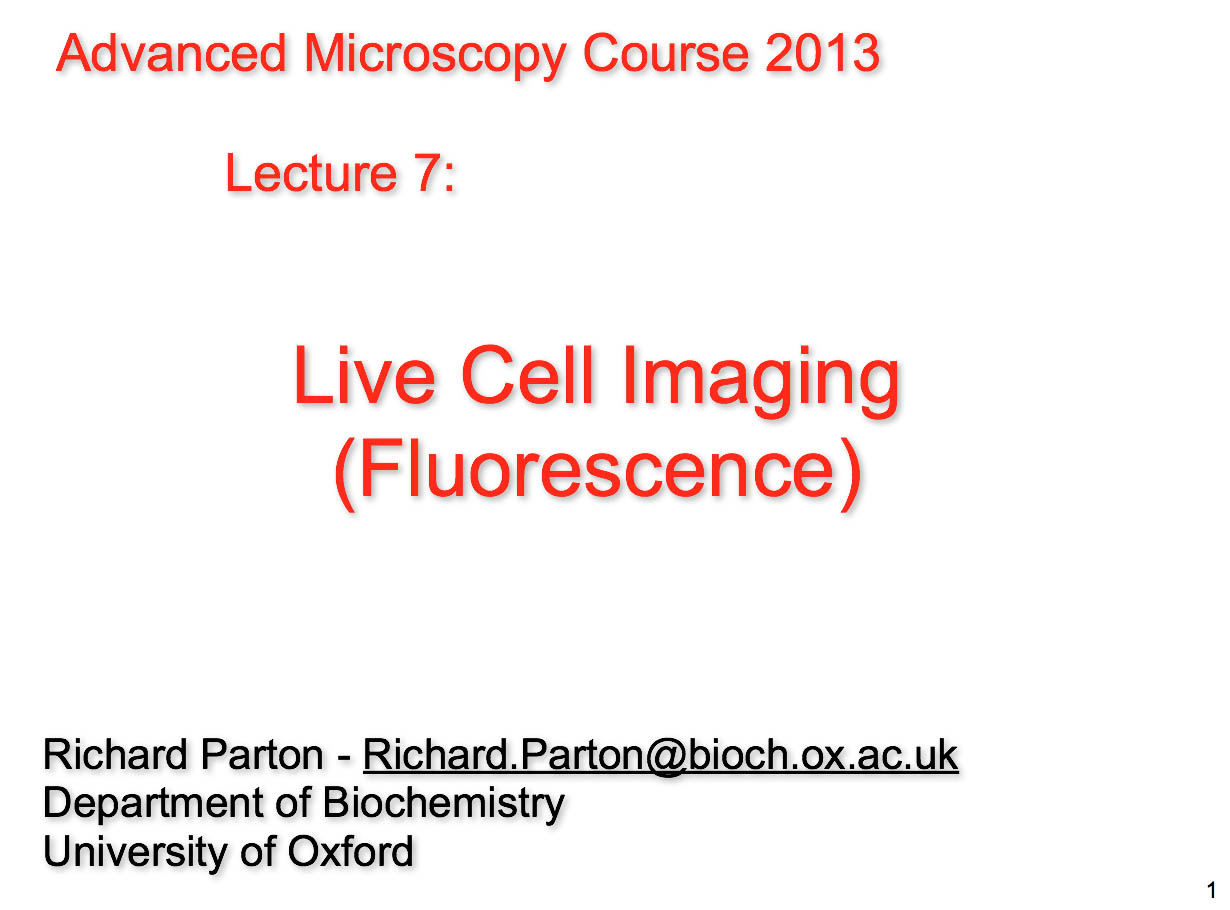 Advanced Microscopy Course 2013
Lecture 7:
Live Cell Imaging
(Fluorescence)
Richard Parton - Richard.Parton@bioch.ox.ac.uk
Department of Biochemistry
University of Oxford
1